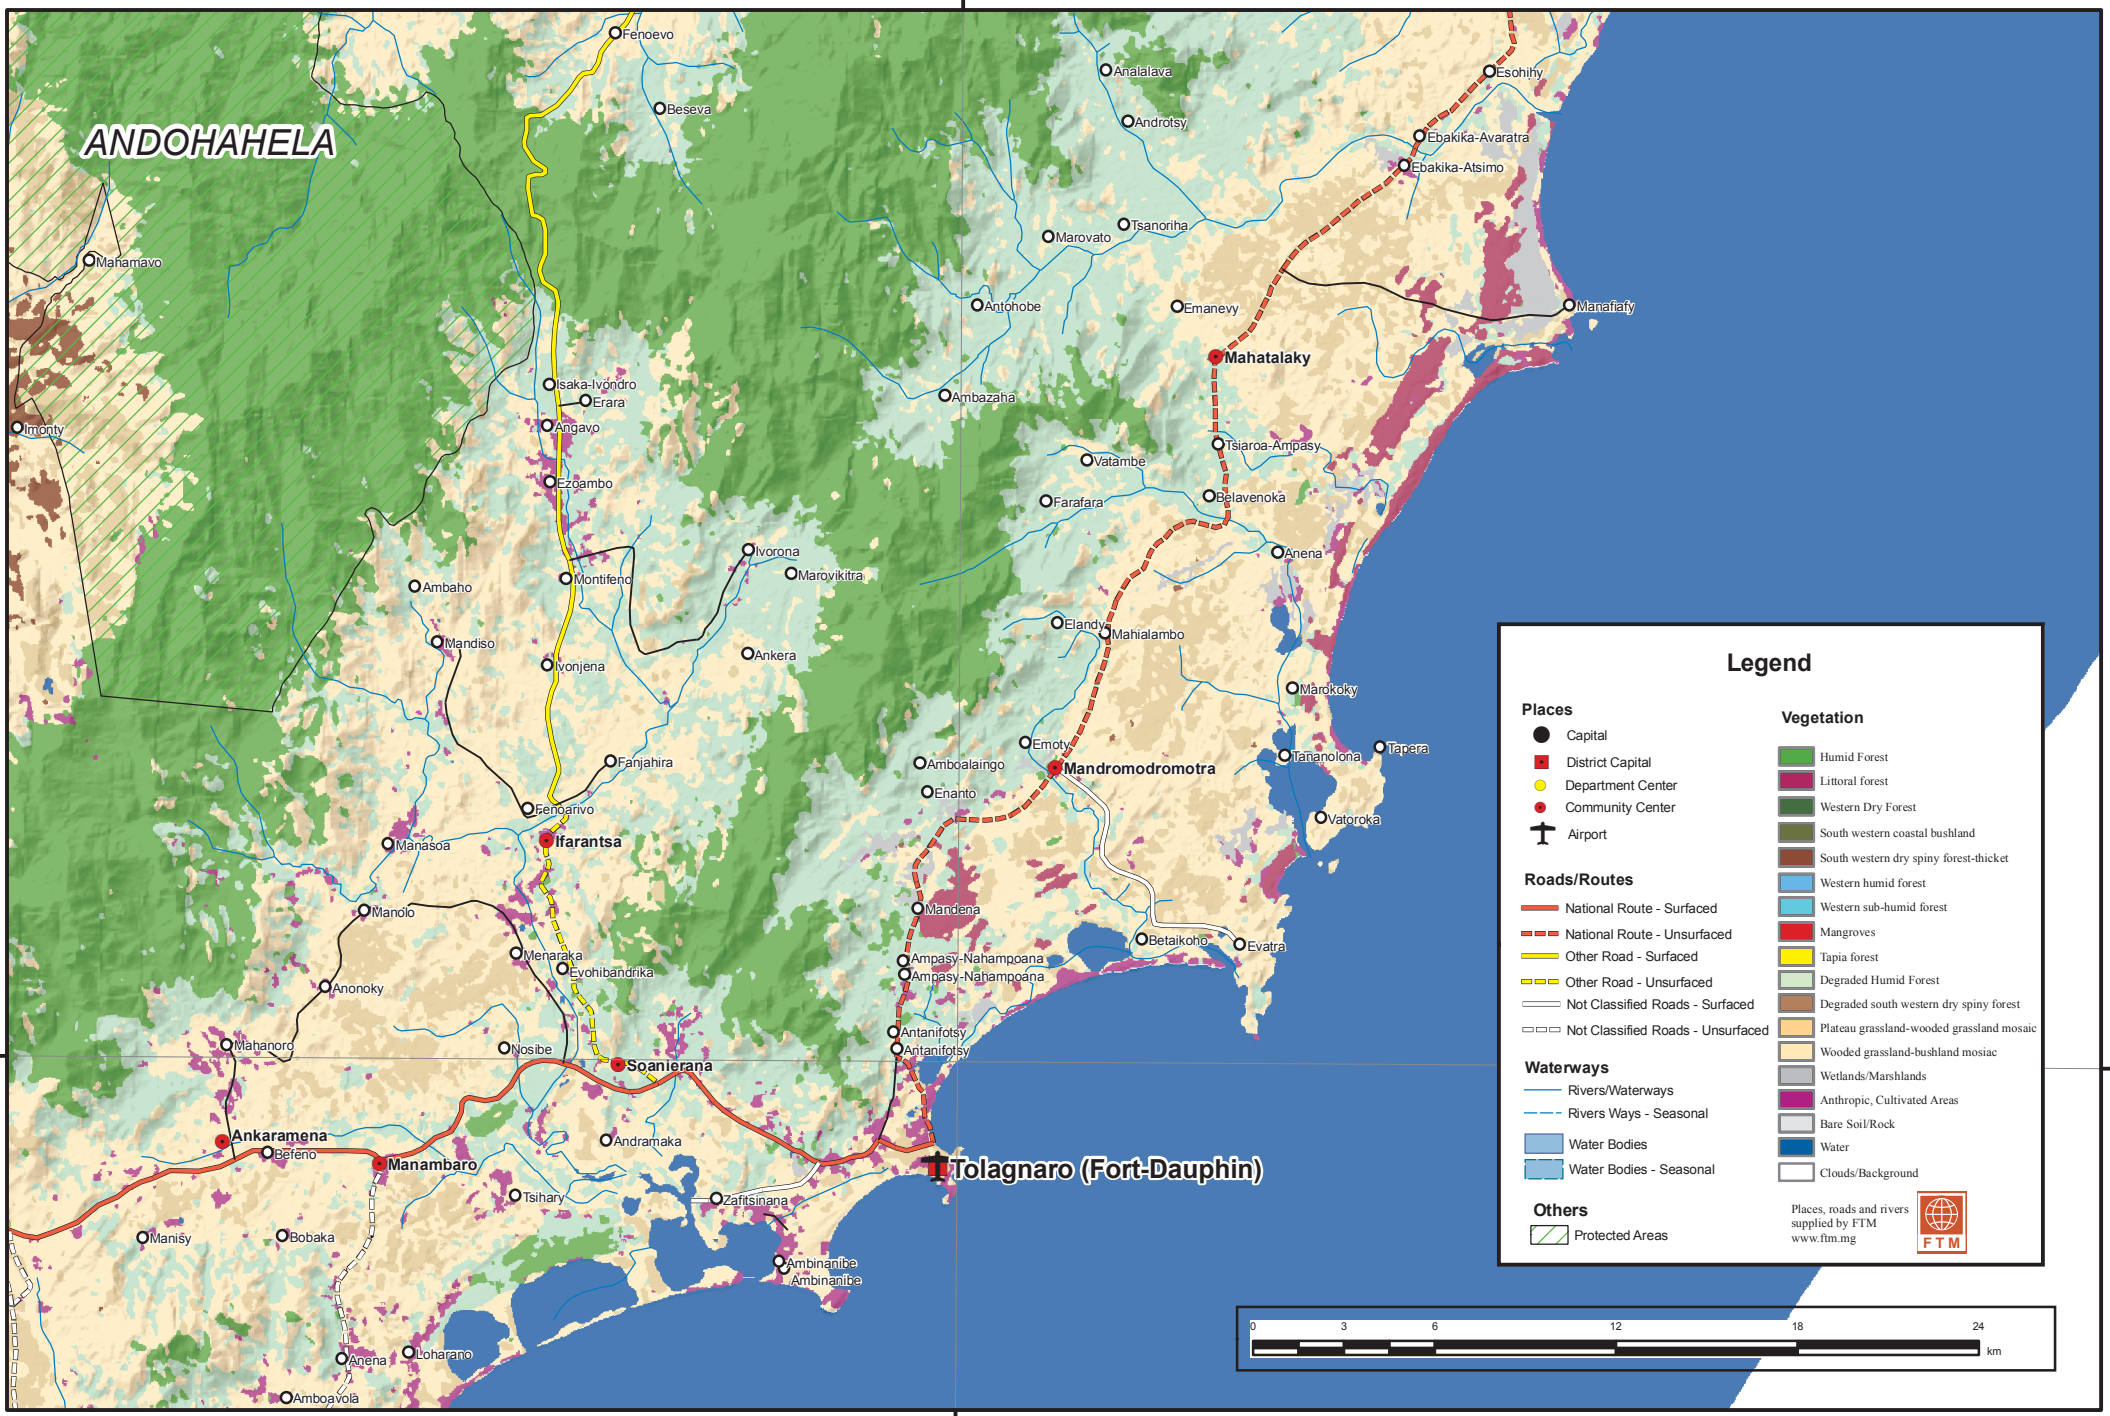 Fenoevo
Analalava
Esohihy
Beseva
Androtsy
Ebakika-Avaratra
ANDOHAHELA
Ebakika-Atsimo
Tsanoriha
Marovato
Mahamavo
Antohobe
Emanevy
Manafiafy
Mahatalaky
Isaka-Ivondro
Erara
Ambazaha
Imonty
Angavo
Tsiaroa-Ampasy
Vatambe
Ezoambo
Farafara
Belavenoka
Ivorona
Anena
Montifeno
Marovikitra
Ambaho
Elandy
Mahialambo
Mandiso
Ankera
Ivonjena
Marokoky
Emoty
Tapera
Tananolona
Fanjahira
Amboalaingo
Mandromodromotra
Enanto
Fenoarivo
Vatoroka
Ifarantsa
Manasoa
Manolo
Mandena
Betaikoho
Evatra
Menaraka
Ampasy-Nahampoana
Evohibandrika
Ampasy-Nahampoana
Anonoky
Antanifotsy
Mahanoro
Nosibe
Antanifotsy
Soanierana
Ankaramena
Andramaka
Befeno
Manambaro
Tolagnaro (Fort-Dauphin)
Tsihary
Zafitsinana
Manisy
Bobaka
Ambinanibe
Ambinanibe
Anena
Loharano
Amboavola
Legend
Places
Capital
District Capital
Department Center
Community Center
Airport
Roads/Routes
National Route - Surfaced
National Route - Unsurfaced
Other Road - Surfaced
Other Road - Unsurfaced
Not Classified Roads - Surfaced
Not Classified Roads - Unsurfaced
Waterways
Rivers/Waterways
Rivers Ways - Seasonal
Water Bodies
Water Bodies - Seasonal
Others
Protected Areas
Vegetation
Humid Forest
Littoral forest
Western Dry Forest
South western coastal bushland
South western dry spiny forest-thicket
Western humid forest
Western sub-humid forest
Mangroves
Tapia forest
Degraded Humid Forest
Degraded south western dry spiny forest
Plateau grassland-wooded grassland mosaic
Wooded grassland-bushland mosiac
Wetlands/Marshlands
Anthropic, Cultivated Areas
Bare Soil/Rock
Water
Clouds/Background
Places, roads and rivers
supplied by FTM
www.ftm.mg
FTM
0 3 6 12 18 24
km